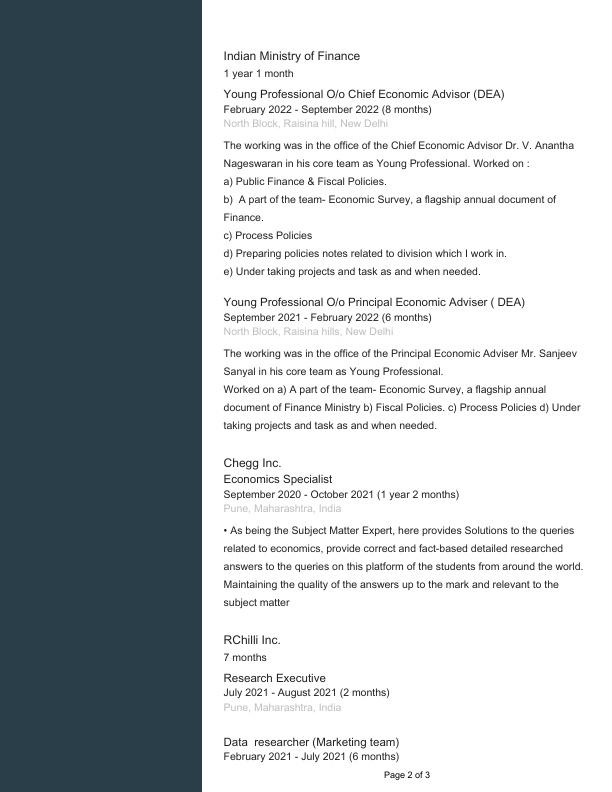 Indian Ministry of Finance
1 year 1 month
Young Professional O/o Chief Economic Advisor (DEA)
February 2022 - September 2022 (8 months)
North Block, Raisina hill, New Delhi
The working was in the office of the Chief Economic Advisor Dr. V. Anantha
Nageswaran in his core team as Young Professional. Worked on :
a) Public Finance & Fiscal Policies.
b)  A part of the team- Economic Survey, a flagship annual document of
Finance.
c) Process Policies
d) Preparing policies notes related to division which I work in.
e) Under taking projects and task as and when needed.
Young Professional O/o Principal Economic Adviser ( DEA)
September 2021 - February 2022 (6 months)
North Block, Raisina hills, New Delhi
The working was in the office of the Principal Economic Adviser Mr. Sanjeev
Sanyal in his core team as Young Professional.
Worked on a) A part of the team- Economic Survey, a flagship annual
document of Finance Ministry b) Fiscal Policies. c) Process Policies d) Under
taking projects and task as and when needed.
Chegg Inc.
Economics Specialist
September 2020 - October 2021 (1 year 2 months)
Pune, Maharashtra, India
• As being the Subject Matter Expert, here provides Solutions to the queries
related to economics, provide correct and fact-based detailed researched
answers to the queries on this platform of the students from around the world.
Maintaining the quality of the answers up to the mark and relevant to the
subject matter
RChilli Inc.
7 months
Research Executive
July 2021 - August 2021 (2 months)
Pune, Maharashtra, India
Data  researcher (Marketing team)
February 2021 - July 2021 (6 months)
Page 2 of 3